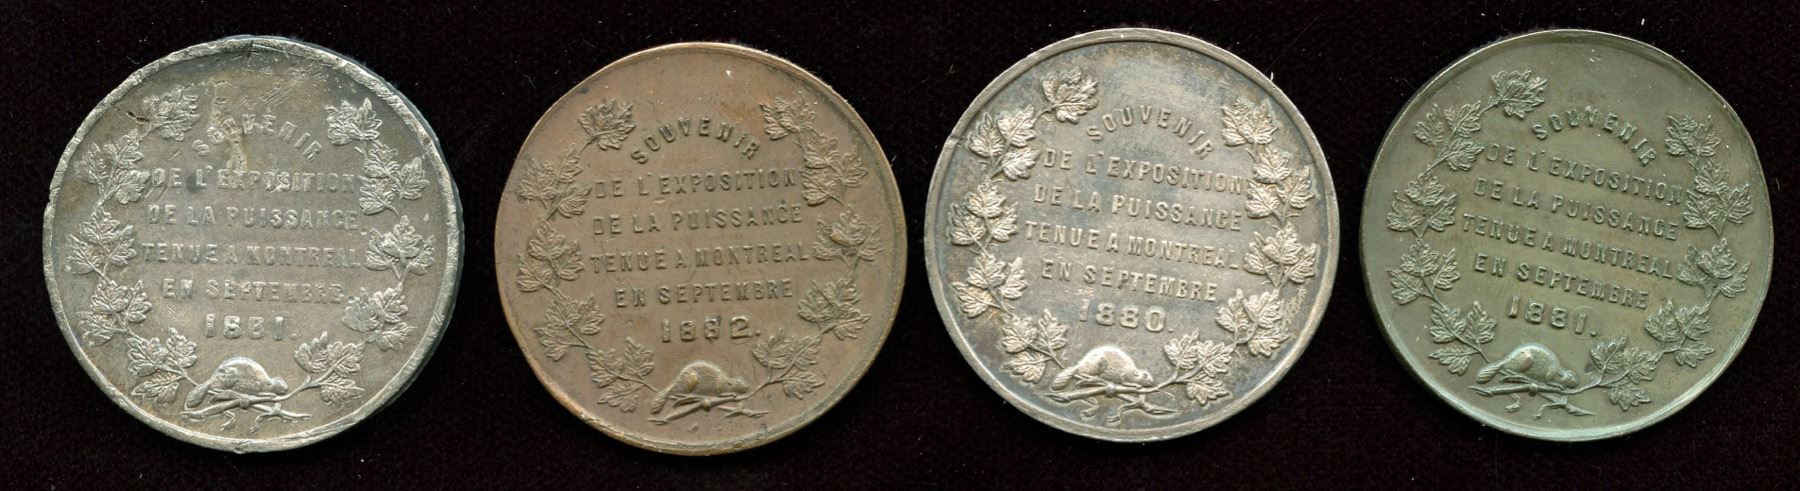 SOUVENIR
DE L'EXPOSITION
DE LA PUISSANCE
TENUE A MONTREAL
EN SEPTEMBRE
1881.
SOUVENIR
DE L'EXPOSITION
DE LA PUISSANCE
TENUE A MONTREAL
EN SEPTEMBRE
1882.
SOUVENIR
DE L'EXPOSITION
DE LA PUISSANCE
TENUE A MONTREAL
EN SEPTEMBRE
1880.
SOUVENIR
DE L'EXPOSITION
DE LA PUISSANCE
TENUE A MONTREAL
EN SEPTEMBRE
1881.